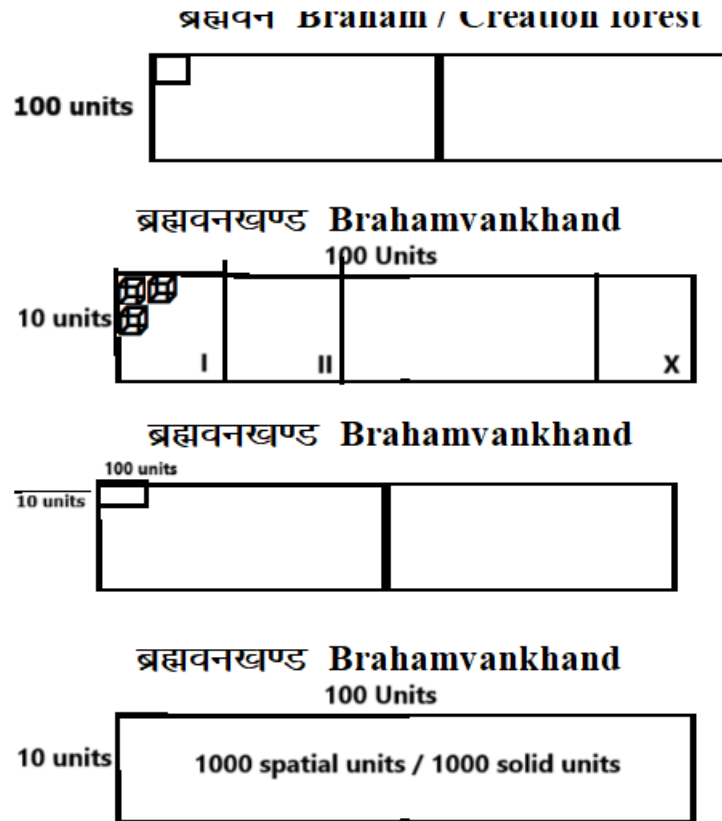 ब्रह्मवन Braham / Creation forest
100 units
ब्रह्मवनखण्ड Brahamvankhand
100 Units
10 units
I II X
ब्रह्मवनखण्ड Brahamvankhand
100 units
10 units
ब्रह्मवनखण्ड Brahamvankhand
100 Units
10 units 1000 spatial units / 1000 solid units